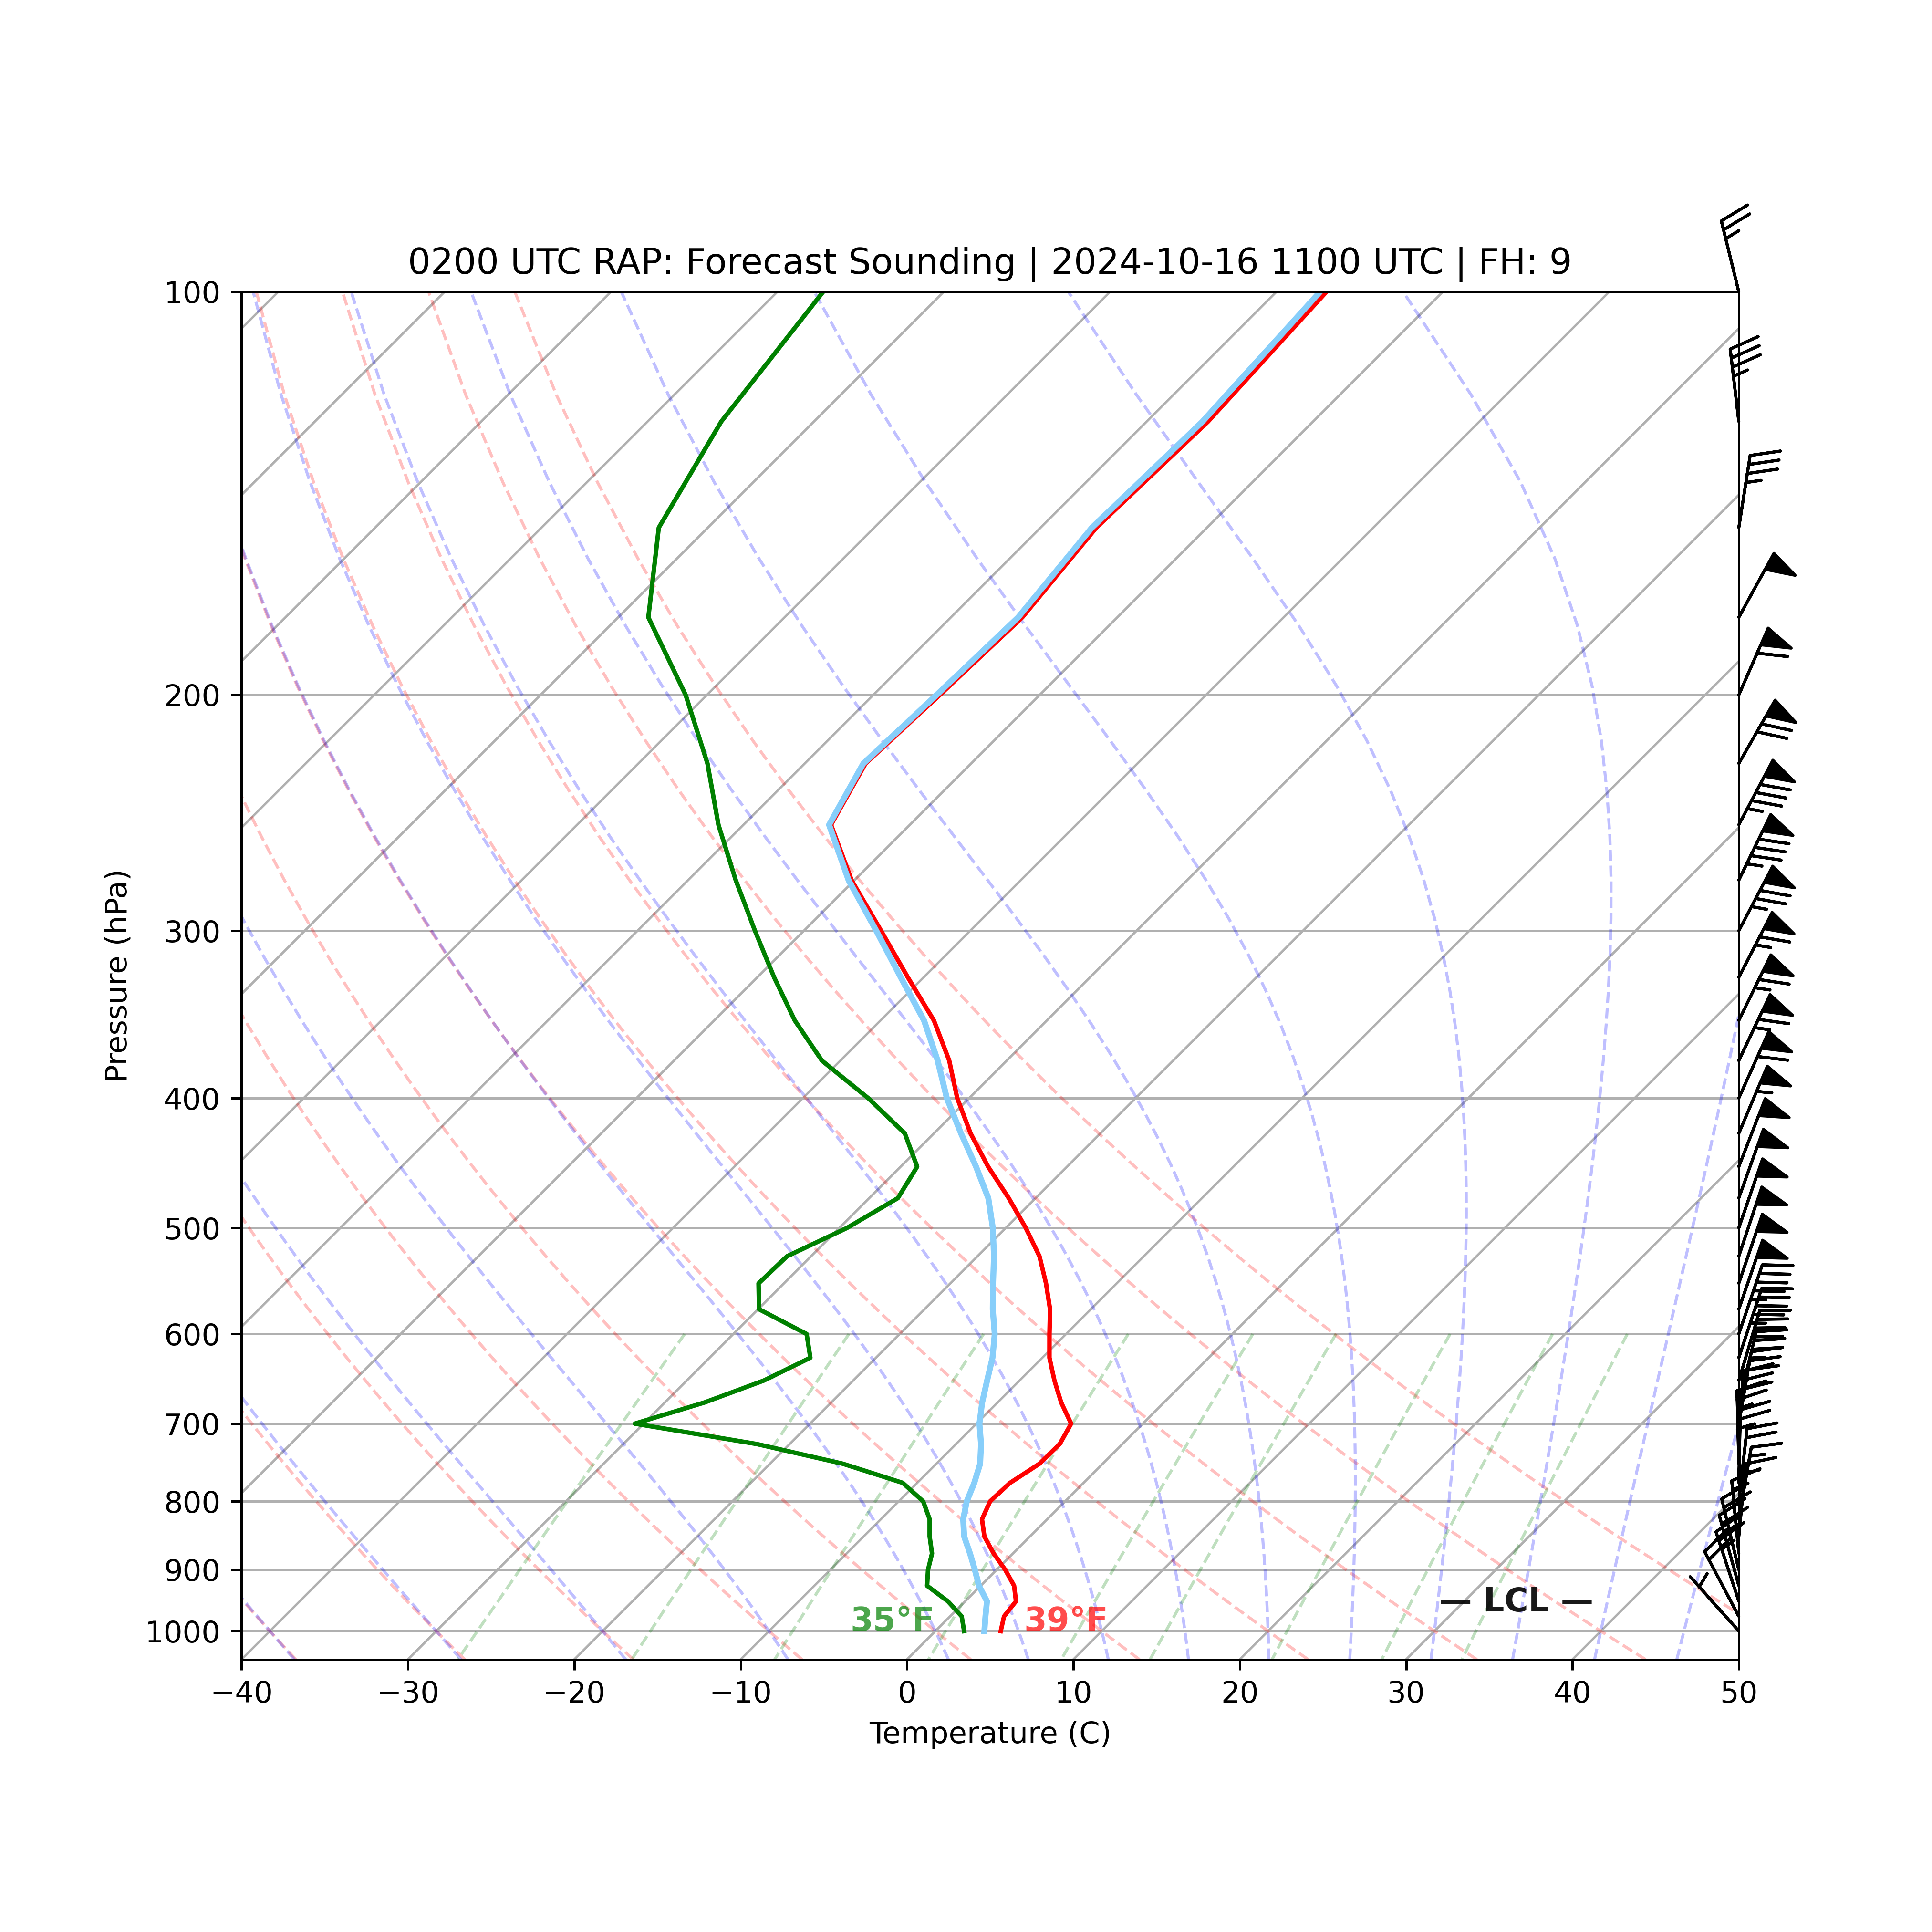 0200 UTC RAP: Forecast Sounding | 2024-10-16 1100 UTC | FH: 9
100
200
300
400
500
600
700
800
900
1000
Pressure (hPa)
35°F
39°F
— LCL —
−40 −30 −20 −10 0 10 20 30 40 50
Temperature (C)